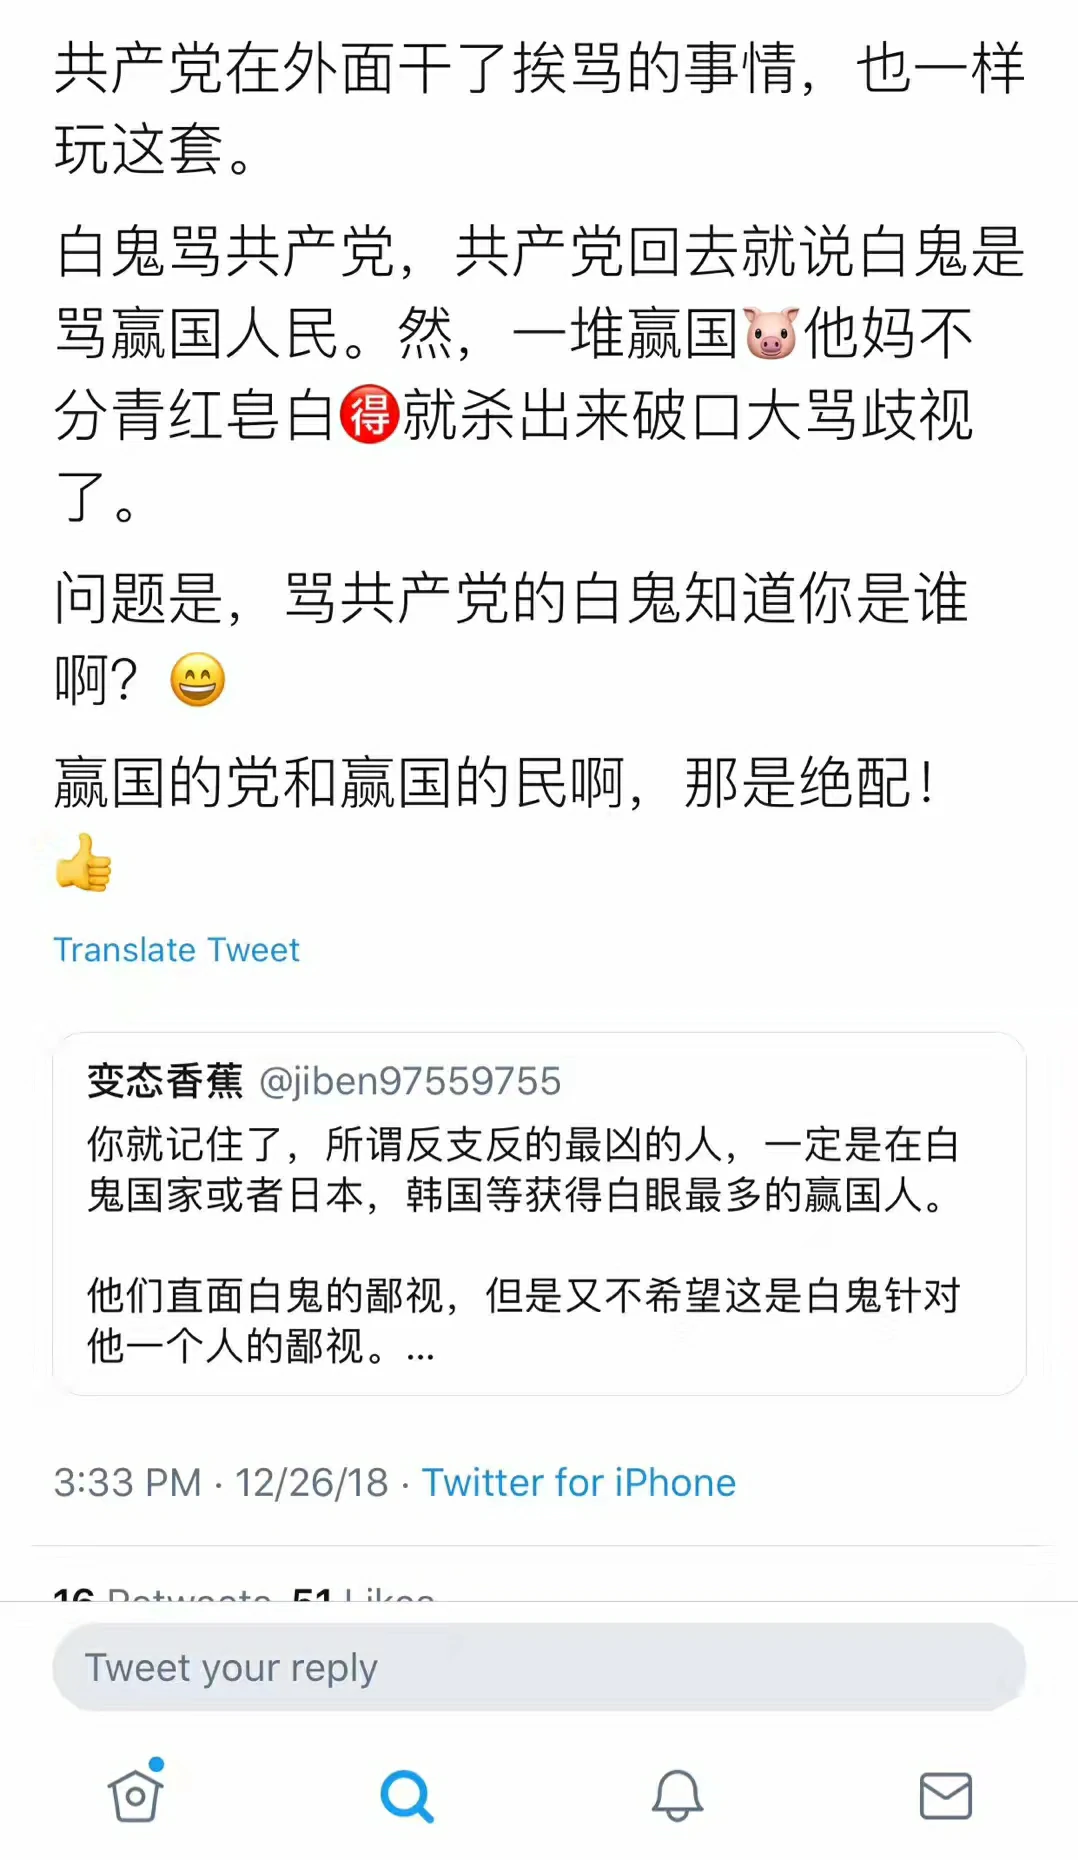 共产党在外面干了挨骂的事情，也一样
玩这套。
白鬼骂共产党，共产党回去就说白鬼是
骂赢国人民。然，一堆赢国🐷他妈不
分青红皂白🉐就杀出来破口大骂歧视
了。
问题是，骂共产党的白鬼知道你是谁
啊？😄
赢国的党和赢国的民啊，那是绝配！
👍
Translate Tweet
变态香蕉 @jiben97559755
你就记住了，所谓反支反的最凶的人，一定是在白
鬼国家或者日本，韩国等获得白眼最多的赢国人。
他们直面白鬼的鄙视，但是又不希望这是白鬼针对
他一个人的鄙视。...
3:33 PM · 12/26/18 · Twitter for iPhone
16 Retweets 51 Likes
Tweet your reply